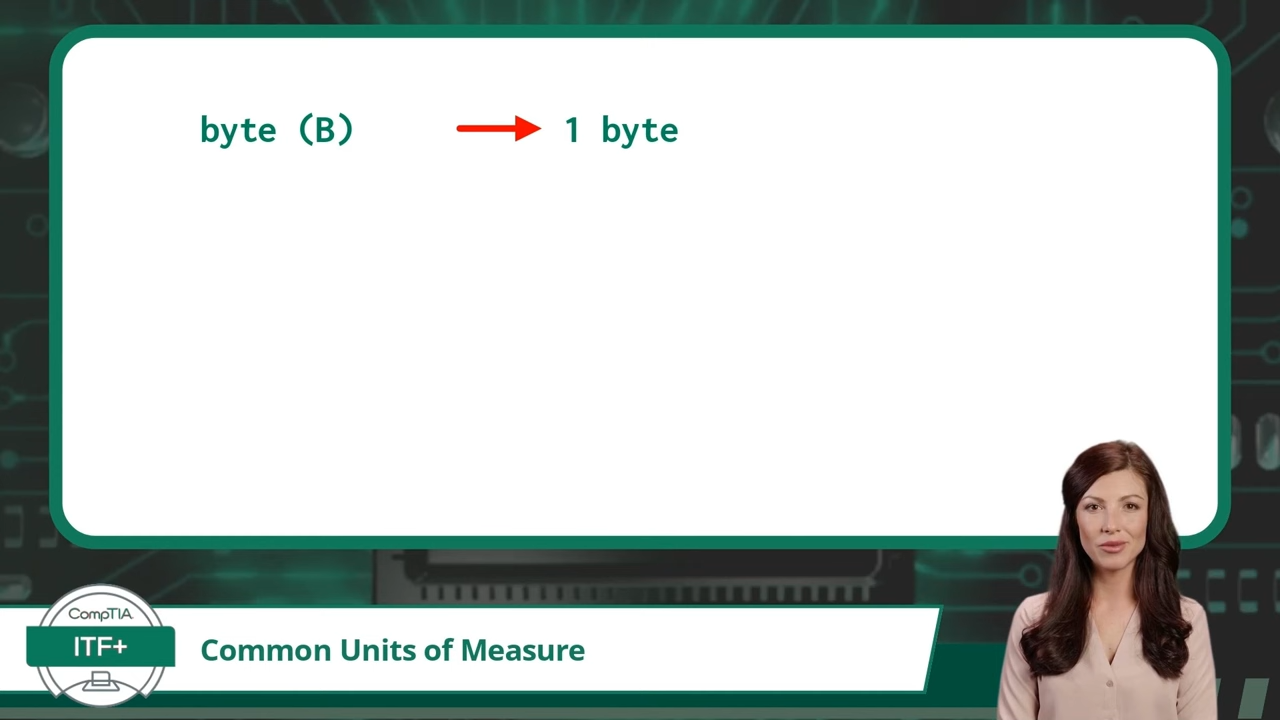 byte (B) 1 byte
CompTIA.
ITF+
Common Units of Measure